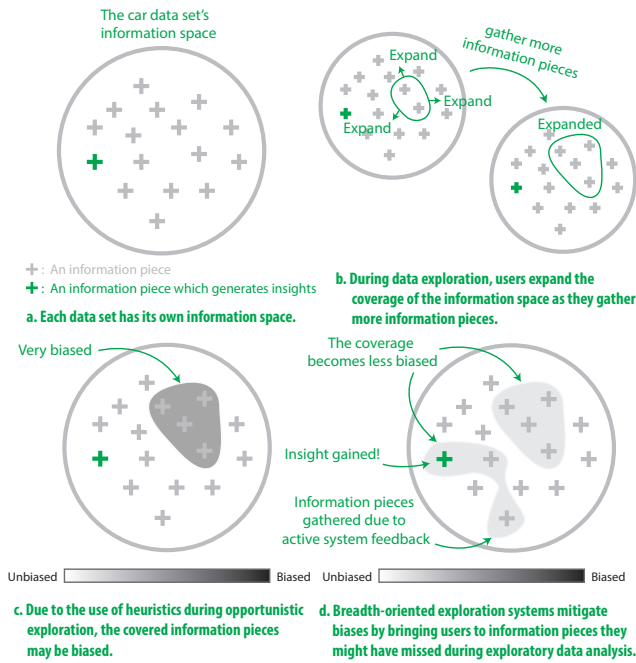 The car data set's
information space
gather more
information pieces
Expand
Expand
Expand
Expanded
+ : An information piece
+ : An information piece which generates insights
a. Each data set has its own information space.
b. During data exploration, users expand the
coverage of the information space as they gather
more information pieces.
Very biased
The coverage
becomes less biased
Insight gained!
Information pieces
gathered due to
active system feedback
Unbiased Biased
Unbiased Biased
c. Due to the use of heuristics during opportunistic
exploration, the covered information pieces
may be biased.
d. Breadth-oriented exploration systems mitigate
biases by bringing users to information pieces they
might have missed during exploratory data analysis.